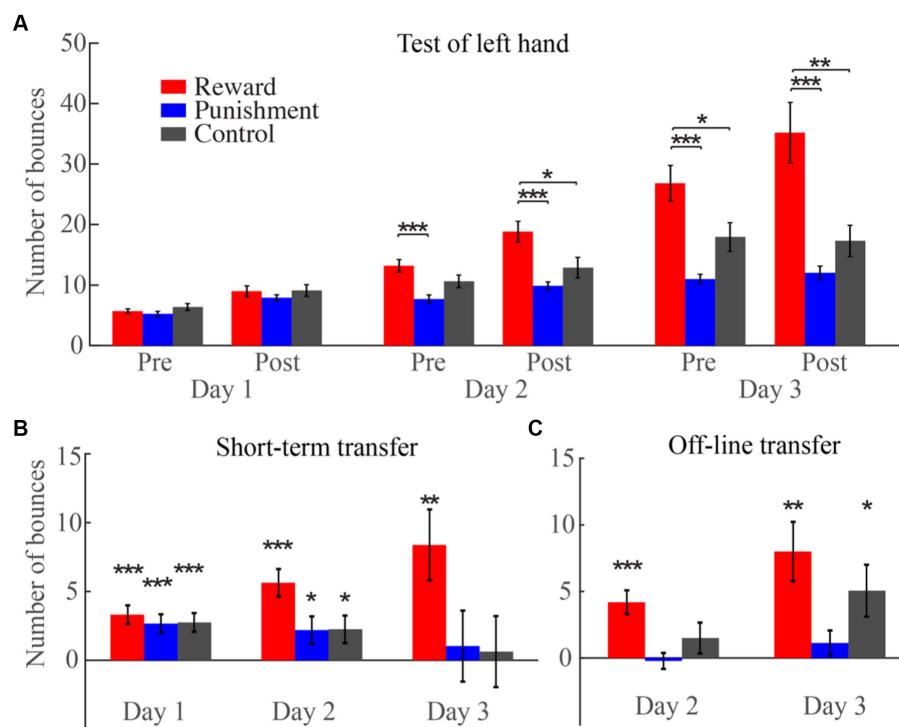 A
Test of left hand
Number of bounces
50
40
30
20
10
0
Reward
Punishment
Control
***
***
*
***
*
***
**
Pre Post Pre Post Pre Post
Day 1 Day 2 Day 3
B
Short-term transfer
Number of bounces
15
10
5
0
*** *** ***
*** * *
**
Day 1 Day 2 Day 3
C
Off-line transfer
15
10
5
0
***
** *
Day 2 Day 3